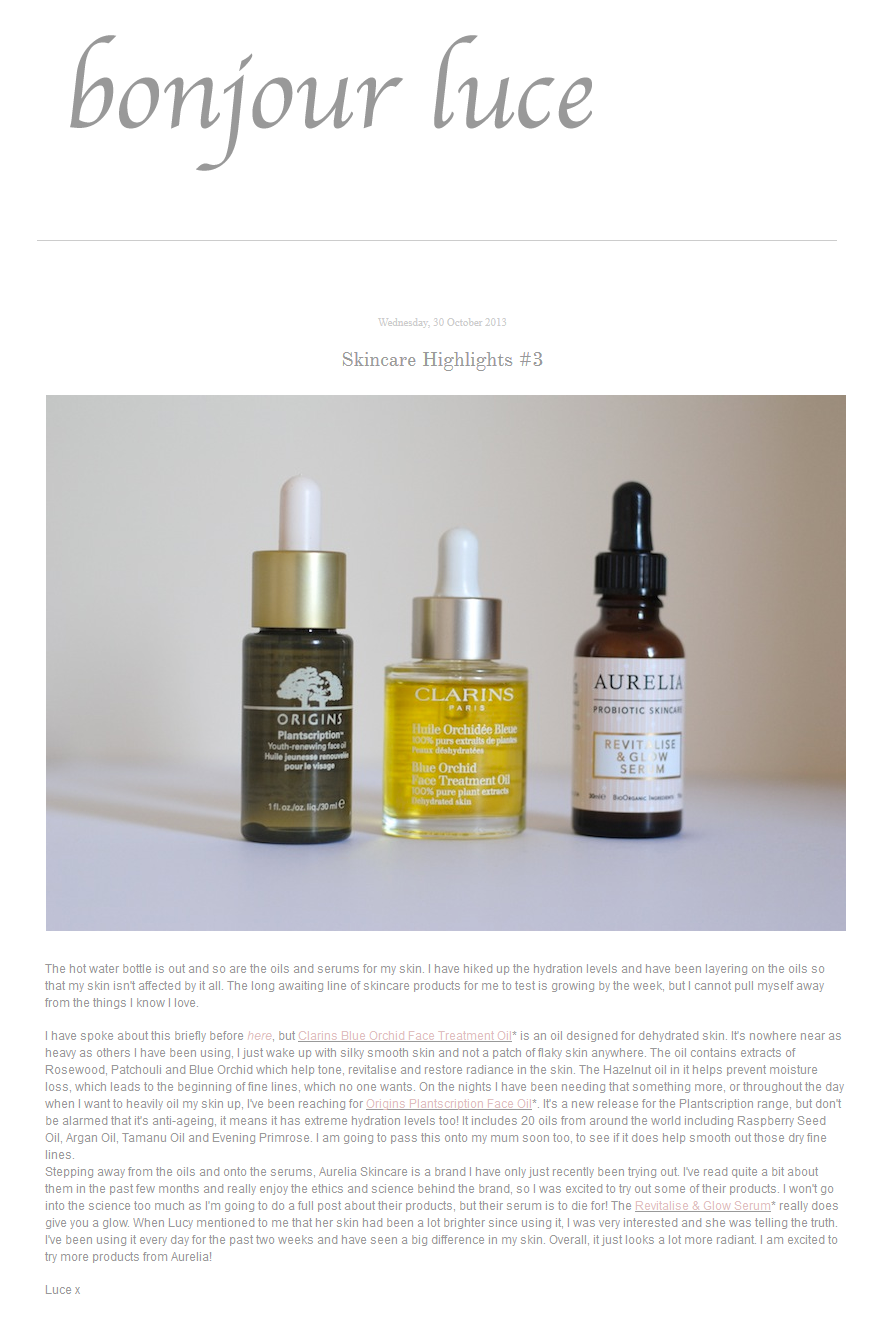 bonjour luce
Wednesday, 30 October 2013
Skincare Highlights #3
ORIGINS
Plantscription™
Youth-renewing face oil
Huile jeunesse renouvelée
pour le visage
1 fl.oz./oz. liq./30 ml e
CLARINS
PARIS
Huile Orchidée Bleue
100% purs extraits de plantes
Peaux déshydratées
Blue Orchid
Face Treatment Oil
100% pure plant extracts
Dehydrated skin
AURELIA
PROBIOTIC SKINCARE
REVITALISE
& GLOW
SERUM
30ml e BIOORGANIC INGREDIENTS
The hot water bottle is out and so are the oils and serums for my skin. I have hiked up the hydration levels and have been layering on the oils so
that my skin isn't affected by it all. The long awaiting line of skincare products for me to test is growing by the week, but I cannot pull myself away
from the things I know I love.
I have spoke about this briefly before here, but Clarins Blue Orchid Face Treatment Oil* is an oil designed for dehydrated skin. It's nowhere near as
heavy as others I have been using, I just wake up with silky smooth skin and not a patch of flaky skin anywhere. The oil contains extracts of
Rosewood, Patchouli and Blue Orchid which help tone, revitalise and restore radiance in the skin. The Hazelnut oil in it helps prevent moisture
loss, which leads to the beginning of fine lines, which no one wants. On the nights I have been needing that something more, or throughout the day
when I want to heavily oil my skin up, I've been reaching for Origins Plantscription Face Oil*. It's a new release for the Plantscription range, but don't
be alarmed that it's anti-ageing, it means it has extreme hydration levels too! It includes 20 oils from around the world including Raspberry Seed
Oil, Argan Oil, Tamanu Oil and Evening Primrose. I am going to pass this onto my mum soon too, to see if it does help smooth out those dry fine
lines.
Stepping away from the oils and onto the serums, Aurelia Skincare is a brand I have only just recently been trying out. I've read quite a bit about
them in the past few months and really enjoy the ethics and science behind the brand, so I was excited to try out some of their products. I won't go
into the science too much as I'm going to do a full post about their products, but their serum is to die for! The Revitalise & Glow Serum* really does
give you a glow. When Lucy mentioned to me that her skin had been a lot brighter since using it, I was very interested and she was telling the truth.
I've been using it every day for the past two weeks and have seen a big difference in my skin. Overall, it just looks a lot more radiant. I am excited to
try more products from Aurelia!
Luce x